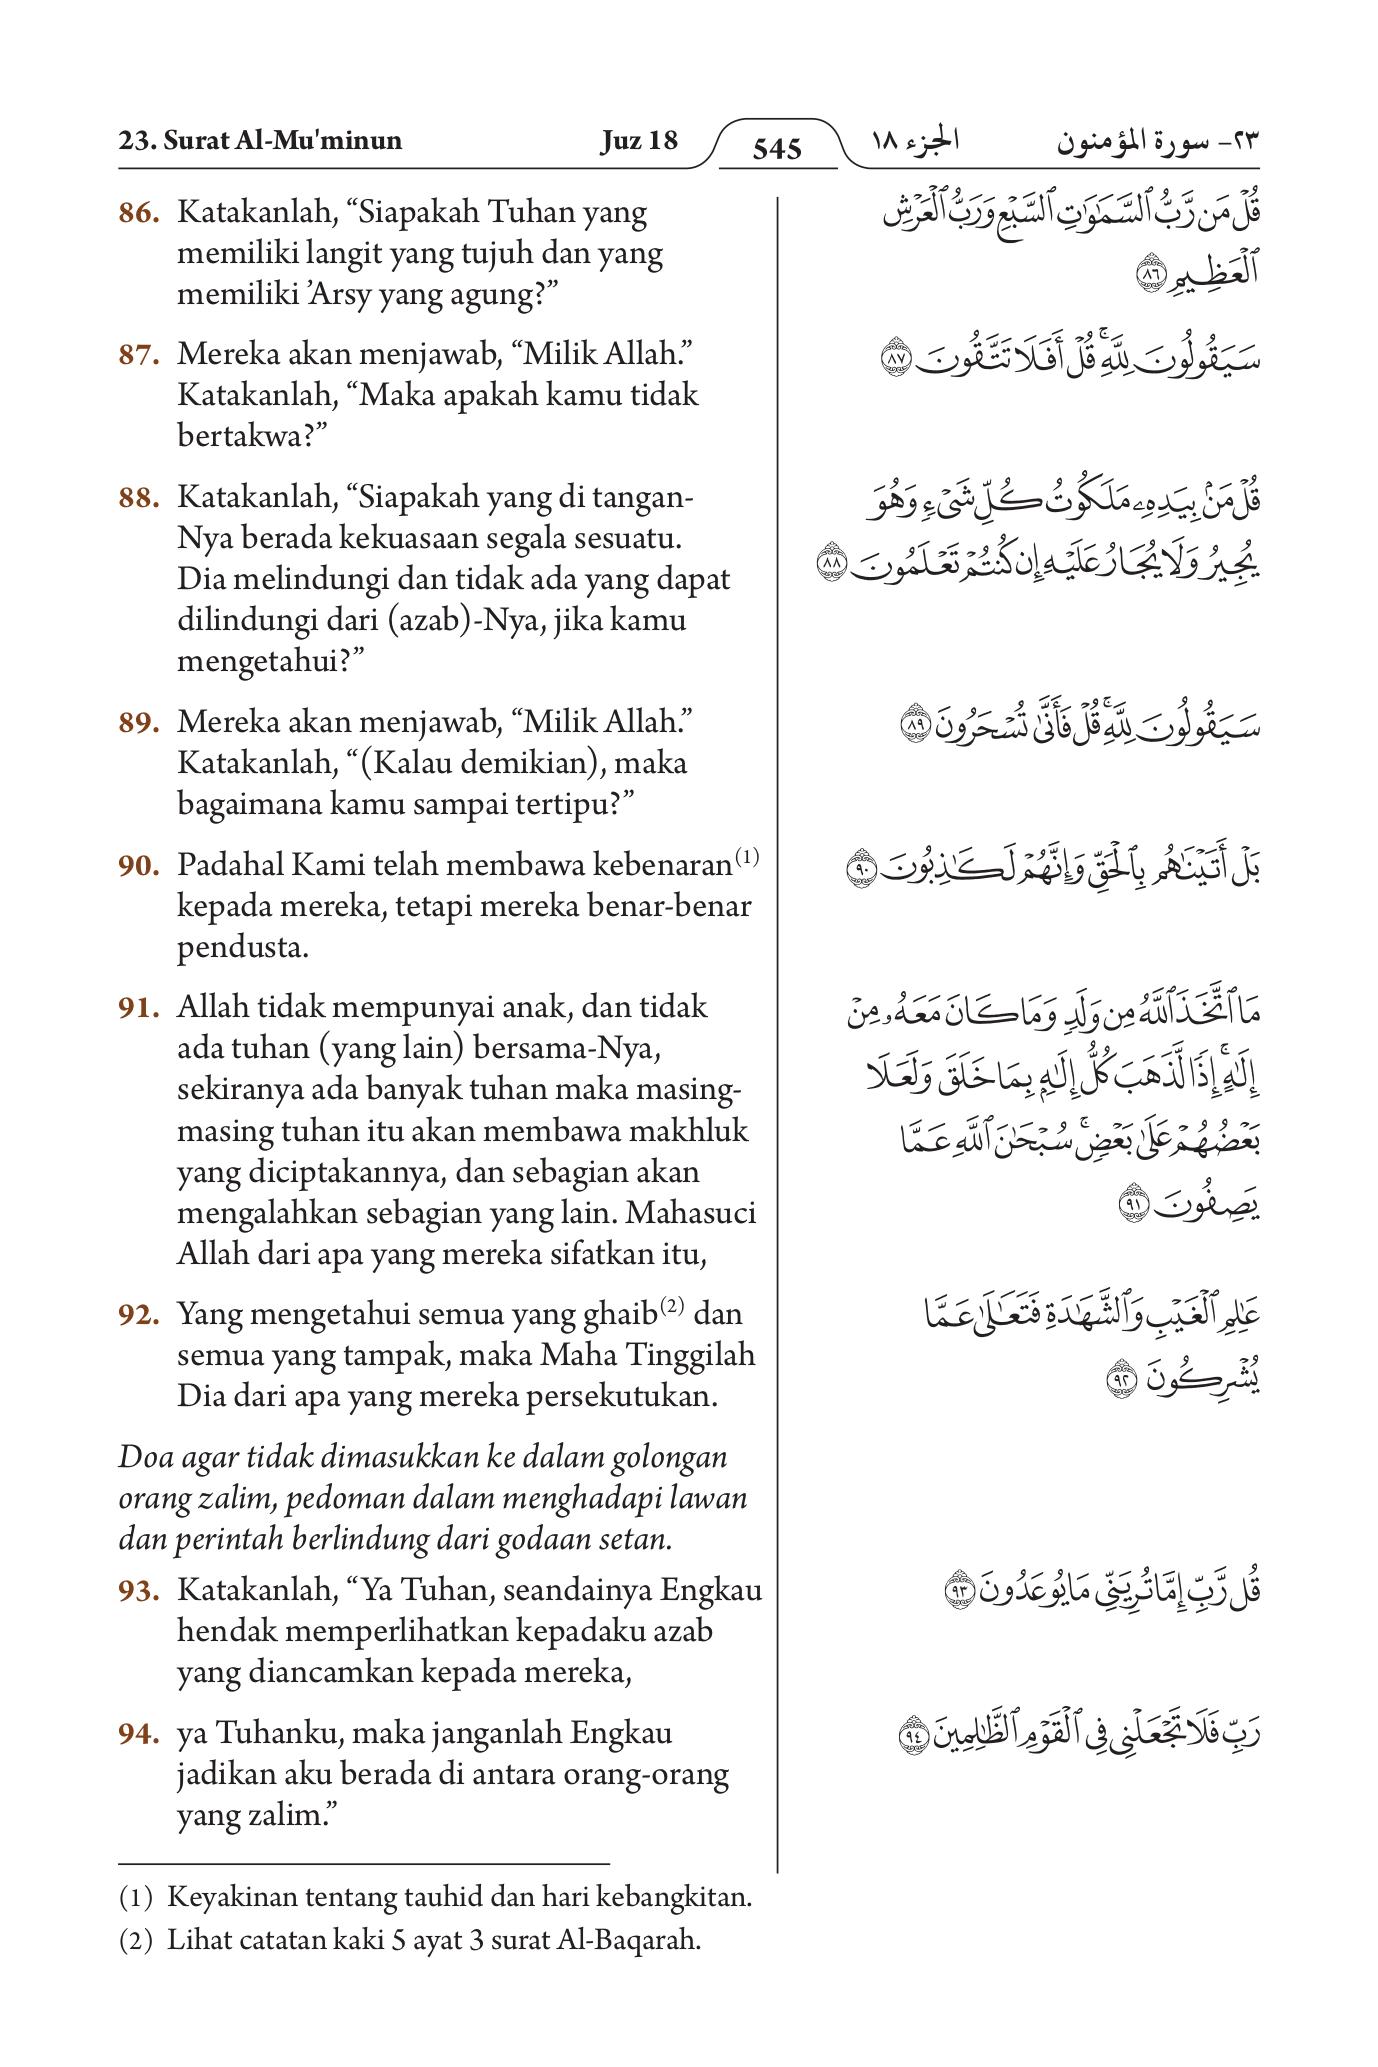 23. Surat Al-Mu'minun Juz 18 545 الجزء ١٨ ٢٣- سورة المؤمنون
86. Katakanlah, “Siapakah Tuhan yang
memiliki langit yang tujuh dan yang
memiliki ’Arsy yang agung?”
87. Mereka akan menjawab, “Milik Allah.”
Katakanlah, “Maka apakah kamu tidak
bertakwa?”
88. Katakanlah, “Siapakah yang di tangan-
Nya berada kekuasaan segala sesuatu.
Dia melindungi dan tidak ada yang dapat
dilindungi dari (azab)-Nya, jika kamu
mengetahui?”
89. Mereka akan menjawab, “Milik Allah.”
Katakanlah, “(Kalau demikian), maka
bagaimana kamu sampai tertipu?”
90. Padahal Kami telah membawa kebenaran(1)
kepada mereka, tetapi mereka benar-benar
pendusta.
91. Allah tidak mempunyai anak, dan tidak
ada tuhan (yang lain) bersama-Nya,
sekiranya ada banyak tuhan maka masing-
masing tuhan itu akan membawa makhluk
yang diciptakannya, dan sebagian akan
mengalahkan sebagian yang lain. Mahasuci
Allah dari apa yang mereka sifatkan itu,
92. Yang mengetahui semua yang ghaib(2) dan
semua yang tampak, maka Maha Tinggilah
Dia dari apa yang mereka persekutukan.
Doa agar tidak dimasukkan ke dalam golongan
orang zalim, pedoman dalam menghadapi lawan
dan perintah berlindung dari godaan setan.
93. Katakanlah, “Ya Tuhan, seandainya Engkau
hendak memperlihatkan kepadaku azab
yang diancamkan kepada mereka,
94. ya Tuhanku, maka janganlah Engkau
jadikan aku berada di antara orang-orang
yang zalim.”
قُلْ مَن رَّبُّ ٱلسَّمَٰوَٰتِ ٱلسَّبْعِ وَرَبُّ ٱلْعَرْشِ
ٱلْعَظِيمِ ٨٦
سَيَقُولُونَ لِلَّهِ ۚ قُلْ أَفَلَا تَتَّقُونَ ٨٧
قُلْ مَنۢ بِيَدِهِۦ مَلَكُوتُ كُلِّ شَىْءٍ وَهُوَ
يُجِيرُ وَلَا يُجَارُ عَلَيْهِ إِن كُنتُمْ تَعْلَمُونَ ٨٨
سَيَقُولُونَ لِلَّهِ ۚ قُلْ فَأَنَّىٰ تُسْحَرُونَ ٨٩
بَلْ أَتَيْنَٰهُم بِٱلْحَقِّ وَإِنَّهُمْ لَكَٰذِبُونَ ٩٠
مَا ٱتَّخَذَ ٱللَّهُ مِن وَلَدٍ وَمَا كَانَ مَعَهُۥ مِنْ
إِلَٰهٍ ۚ إِذًا لَّذَهَبَ كُلُّ إِلَٰهٍۭ بِمَا خَلَقَ وَلَعَلَا
بَعْضُهُمْ عَلَىٰ بَعْضٍ ۚ سُبْحَٰنَ ٱللَّهِ عَمَّا
يَصِفُونَ ٩١
عَٰلِمِ ٱلْغَيْبِ وَٱلشَّهَٰدَةِ فَتَعَٰلَىٰ عَمَّا
يُشْرِكُونَ ٩٢
قُل رَّبِّ إِمَّا تُرِيَنِّى مَا يُوعَدُونَ ٩٣
رَبِّ فَلَا تَجْعَلْنِى فِى ٱلْقَوْمِ ٱلظَّٰلِمِينَ ٩٤
(1) Keyakinan tentang tauhid dan hari kebangkitan.
(2) Lihat catatan kaki 5 ayat 3 surat Al-Baqarah.